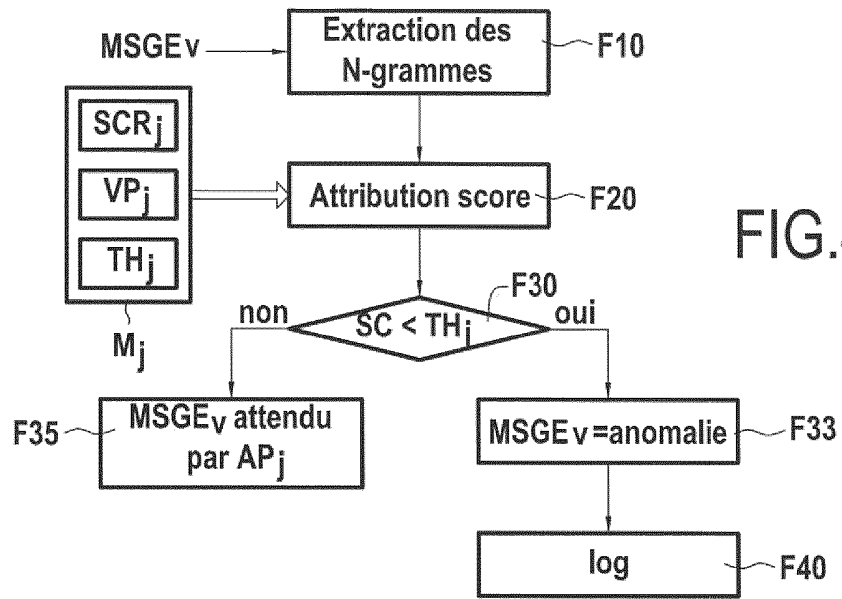 MSGEv
Extraction des
N-grammes
F10
SCRj
VPj
THj
Mj
Attribution score
F20
FIG.
F30
non
SC < THj
oui
F35
MSGEv attendu
par APj
MSGEv=anomalie
F33
log
F40